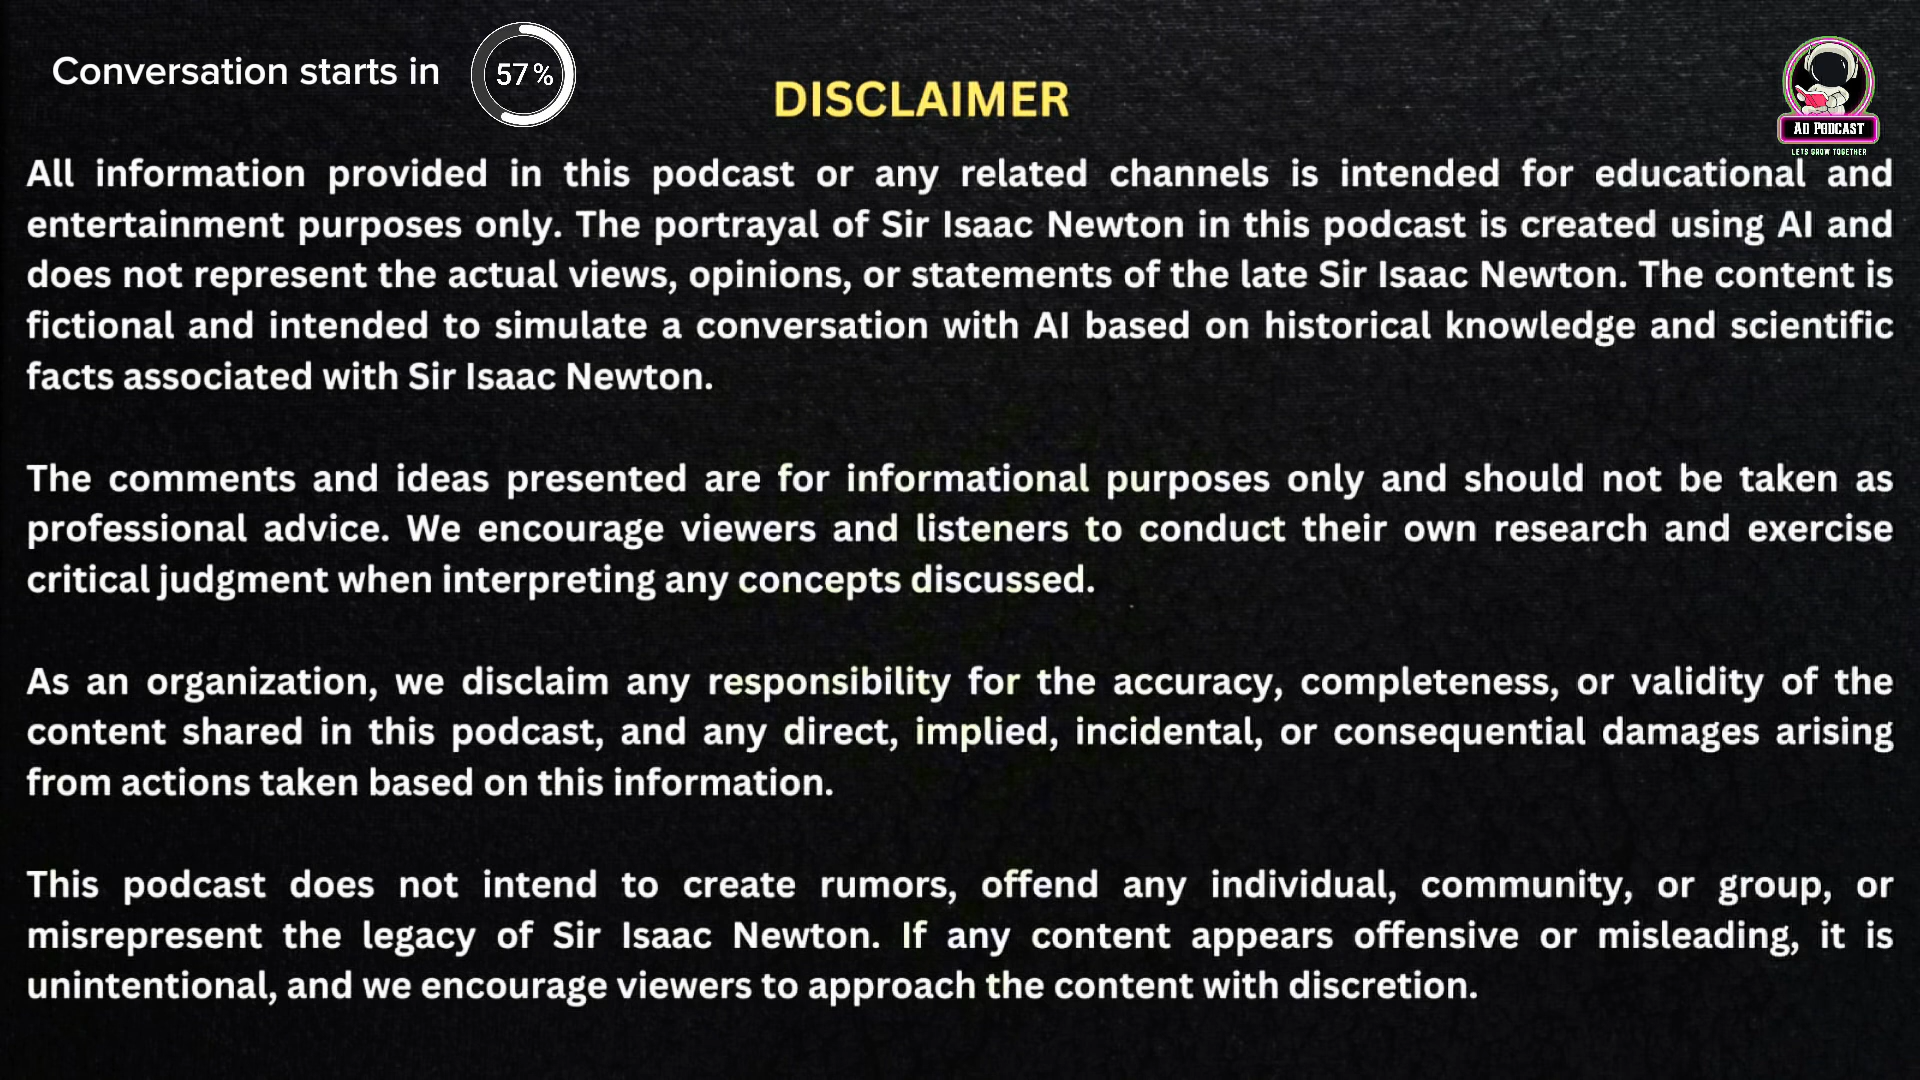 Conversation starts in
57%
DISCLAIMER
AD PODCAST
LETS GROW TOGETHER
All information provided in this podcast or any related channels is intended for educational and
entertainment purposes only. The portrayal of Sir Isaac Newton in this podcast is created using AI and
does not represent the actual views, opinions, or statements of the late Sir Isaac Newton. The content is
fictional and intended to simulate a conversation with AI based on historical knowledge and scientific
facts associated with Sir Isaac Newton.
The comments and ideas presented are for informational purposes only and should not be taken as
professional advice. We encourage viewers and listeners to conduct their own research and exercise
critical judgment when interpreting any concepts discussed.
As an organization, we disclaim any responsibility for the accuracy, completeness, or validity of the
content shared in this podcast, and any direct, implied, incidental, or consequential damages arising
from actions taken based on this information.
This podcast does not intend to create rumors, offend any individual, community, or group, or
misrepresent the legacy of Sir Isaac Newton. If any content appears offensive or misleading, it is
unintentional, and we encourage viewers to approach the content with discretion.